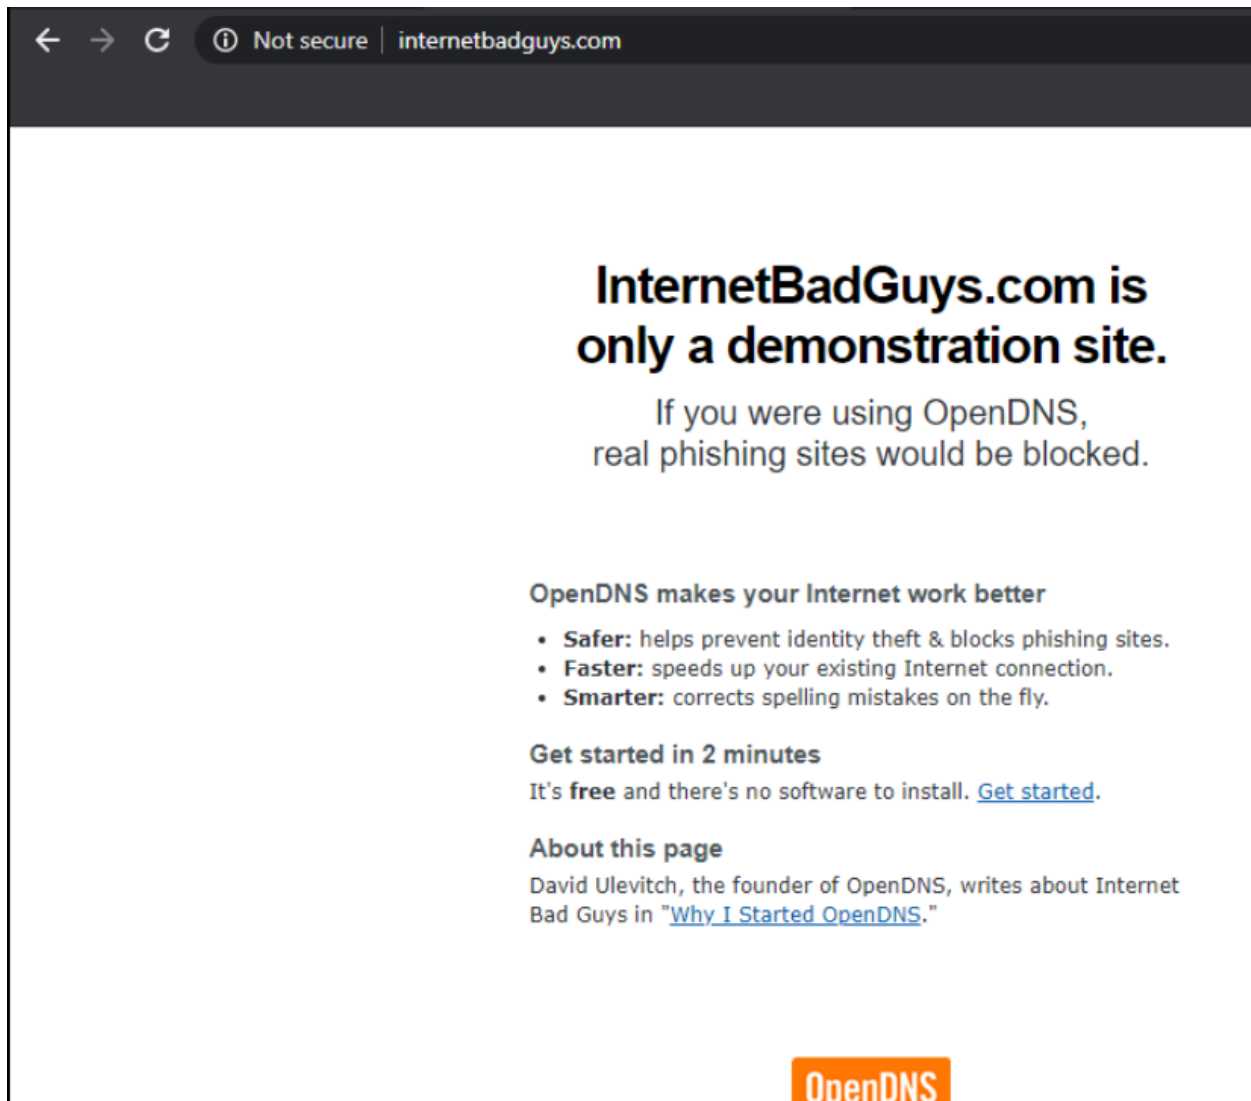 Not secure | internetbadguys.com
InternetBadGuys.com is
only a demonstration site.
If you were using OpenDNS,
real phishing sites would be blocked.
OpenDNS makes your Internet work better
• Safer: helps prevent identity theft & blocks phishing sites.
• Faster: speeds up your existing Internet connection.
• Smarter: corrects spelling mistakes on the fly.
Get started in 2 minutes
It's free and there's no software to install. Get started.
About this page
David Ulevitch, the founder of OpenDNS, writes about Internet
Bad Guys in "Why I Started OpenDNS."
OpenDNS